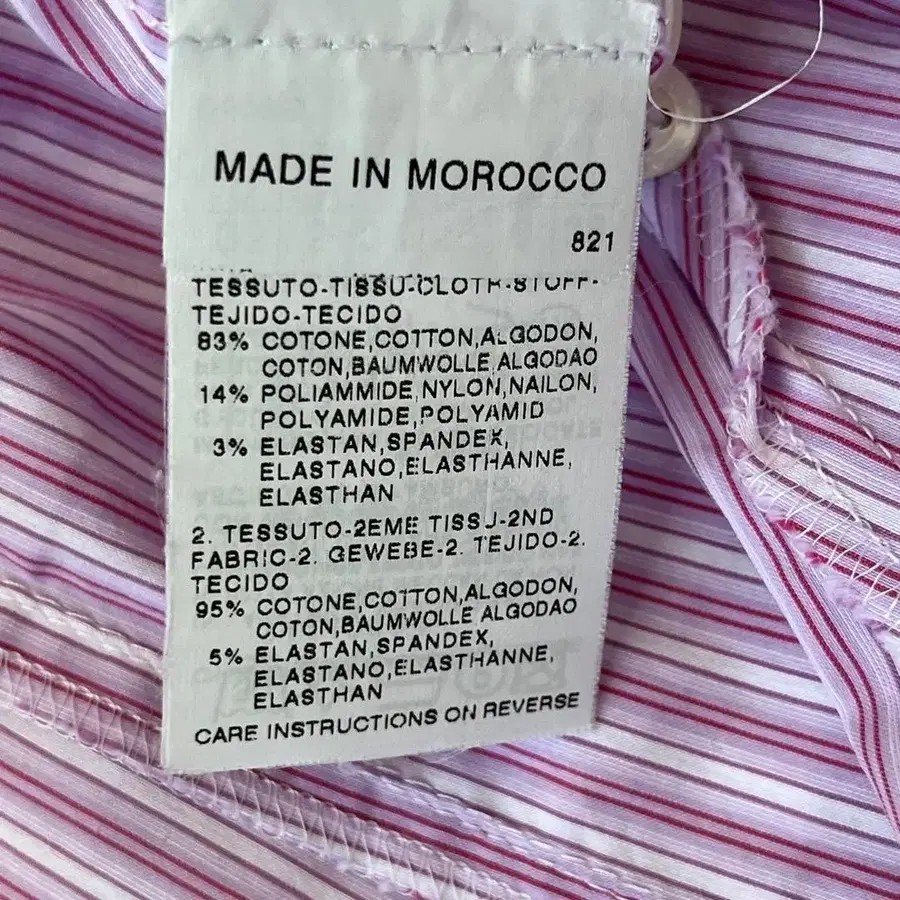 MADE IN MOROCCO
821
TESSUTO-TISSU-CLOTH-STOFF-
TEJIDO-TECIDO
83% COTONE,COTTON,ALGODON,
COTON,BAUMWOLLE,ALGODAO
14% POLIAMMIDE,NYLON,NAILON,
POLYAMIDE,POLYAMID
3% ELASTAN,SPANDEX,
ELASTANO,ELASTHANNE,
ELASTHAN
2. TESSUTO-2EME TISSU-2ND
FABRIC-2. GEWEBE-2. TEJIDO-2.
TECIDO
95% COTONE,COTTON,ALGODON,
COTON,BAUMWOLLE ALGODAO
5% ELASTAN,SPANDEX,
ELASTANO,ELASTHANNE,
ELASTHAN
CARE INSTRUCTIONS ON REVERSE